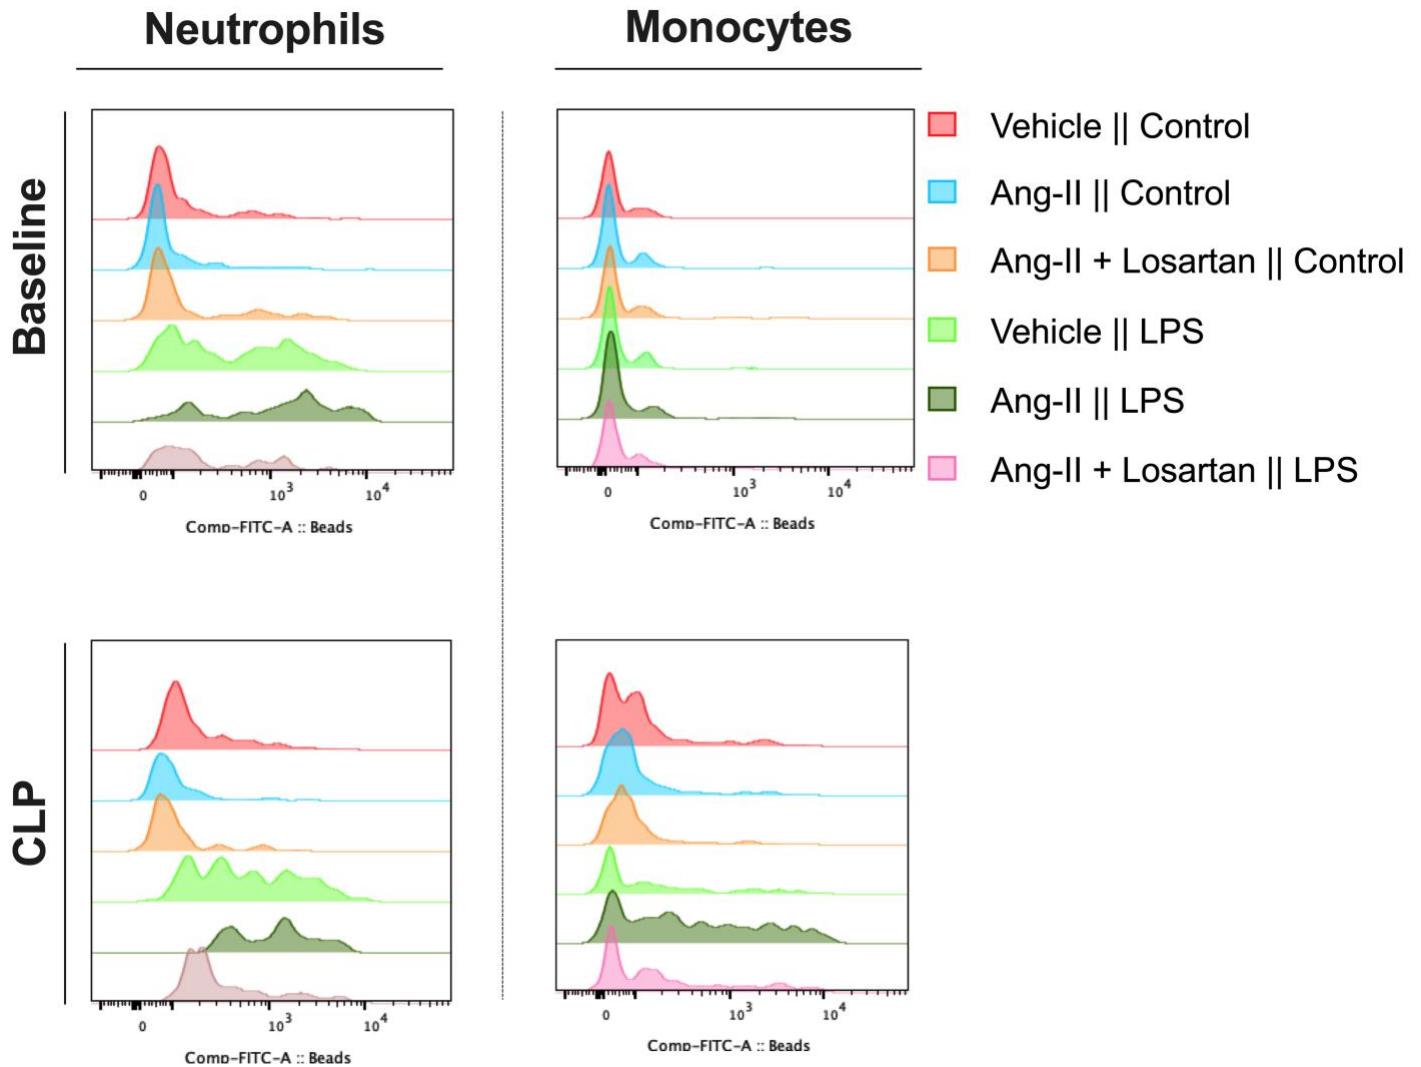 Neutrophils
Monocytes
Baseline
Vehicle || Control
Ang-II || Control
Ang-II + Losartan || Control
Vehicle || LPS
Ang-II || LPS
Ang-II + Losartan || LPS
0 10³ 10⁴
Comp-FITC-A :: Beads
0 10³ 10⁴
Comp-FITC-A :: Beads
CLP
0 10³ 10⁴
Comp-FITC-A :: Beads
0 10³ 10⁴
Comp-FITC-A :: Beads